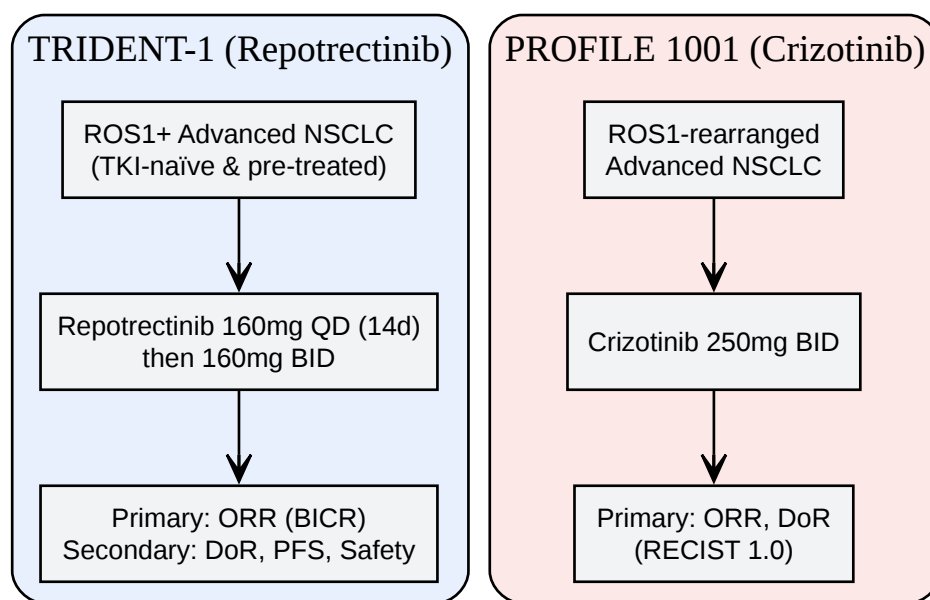 TRIDENT-1 (Repotrectinib)
ROS1+ Advanced NSCLC
(TKI-naïve & pre-treated)
Repotrectinib 160mg QD (14d)
then 160mg BID
Primary: ORR (BICR)
Secondary: DoR, PFS, Safety
PROFILE 1001 (Crizotinib)
ROS1-rearranged
Advanced NSCLC
Crizotinib 250mg BID
Primary: ORR, DoR
(RECIST 1.0)